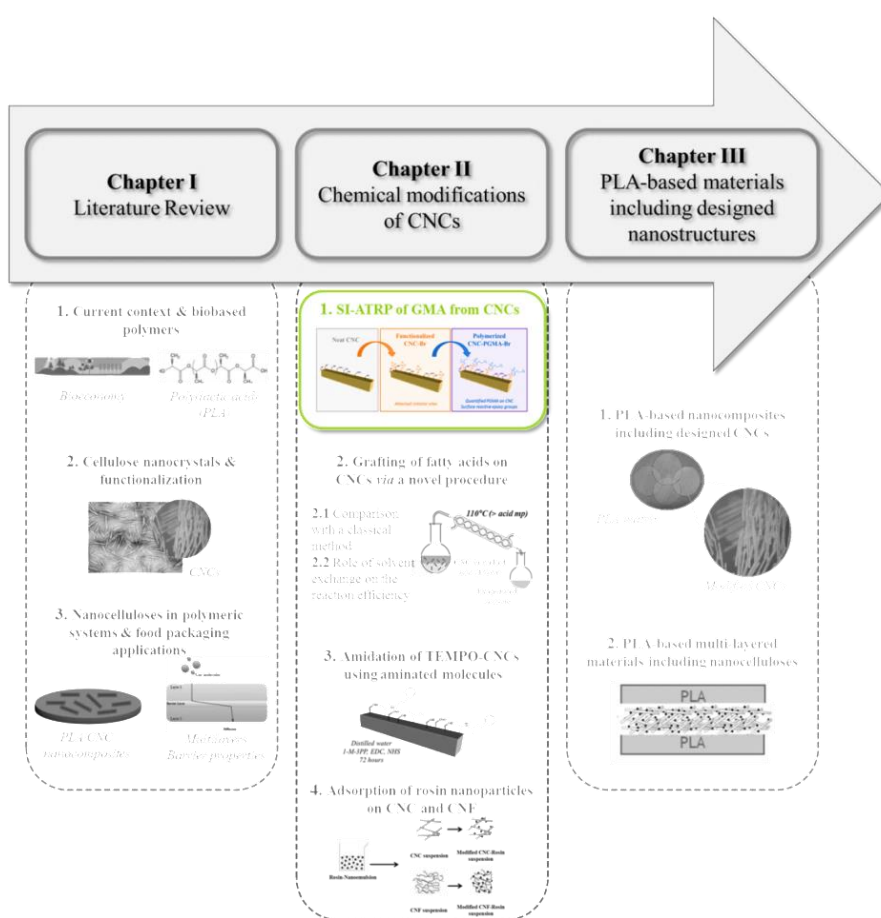 Chapter I
Literature Review
Chapter II
Chemical modifications
of CNCs
Chapter III
PLA-based materials
including designed
nanostructures
1. Current context & biobased
polymers
Bioeconomy
Polylactic acid
(PLA)
2. Cellulose nanocrystals &
functionalization
CNCs
3. Nanocelluloses in polymeric
systems & food packaging
applications
PLA CNC
nanocomposites
Multilayers
Barrier properties
1. SI-ATRP of GMA from CNCs
Neat CNC
Functionalized
CNC-Br
Polymerized
CNC-PGMA-Br
2. Grafting of fatty acids on
CNCs via a novel procedure
2.1 Comparison
with a classical
method
2.2 Role of solvent
exchange on the
reaction efficiency
110°C (> acid mp)
3. Amidation of TEMPO-CNCs
using aminated molecules
Distilled water
1-M-3PP, EDC, NHS
72 hours
4. Adsorption of rosin nanoparticles
on CNC and CNF
Rosin-Nanoemulsion
CNC suspension
Modified CNC-Rosin
suspension
CNF suspension
Modified CNF-Rosin
suspension
1. PLA-based nanocomposites
including designed CNCs
PLA matrix
Modified CNCs
2. PLA-based multi-layered
materials including nanocelluloses
PLA
PLA